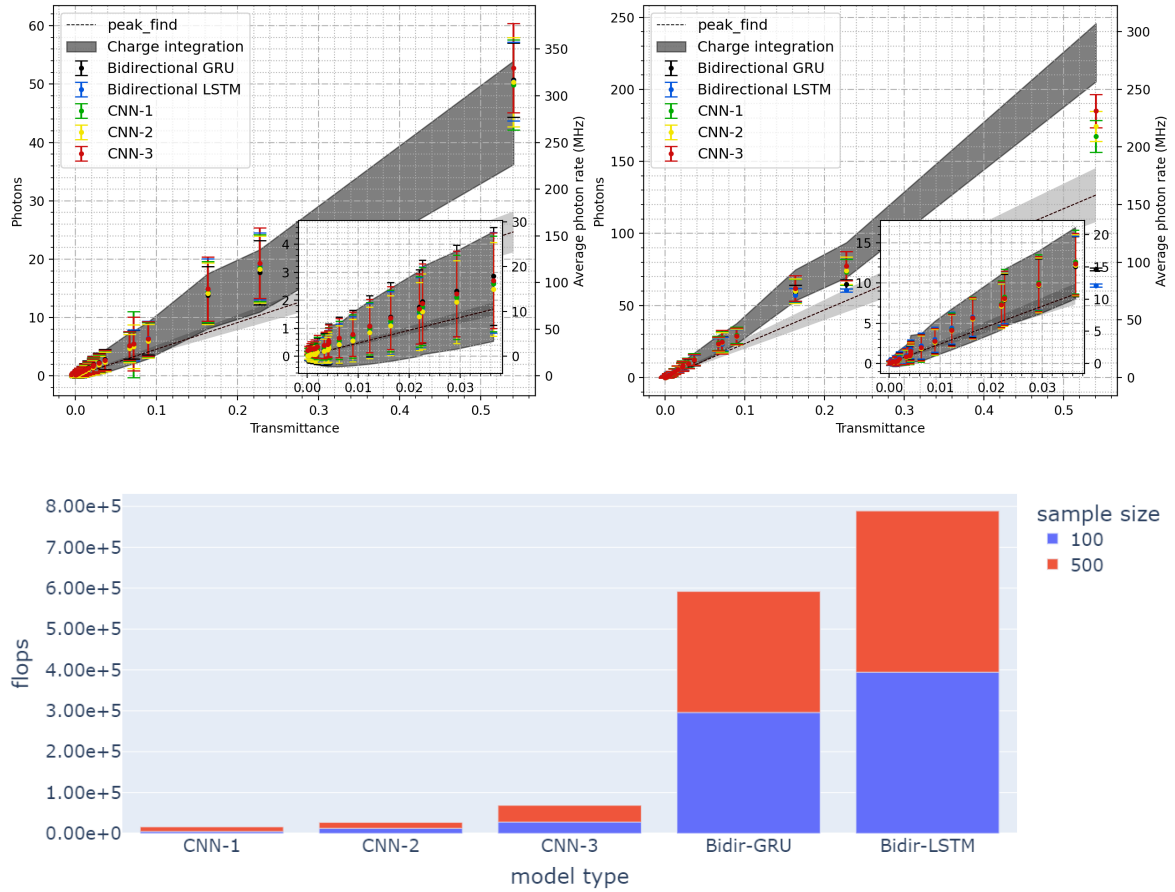 peak_find
Charge integration
Bidirectional GRU
Bidirectional LSTM
CNN-1
CNN-2
CNN-3
60
50
40
30
20
10
0
Photons
0.0 0.1 0.2 0.3 0.4 0.5
Transmittance
350
300
250
200
150
100
50
0
Average photon rate (MHz)
4
3
2
1
0
0.00 0.01 0.02 0.03
30
20
10
0
peak_find
Charge integration
Bidirectional GRU
Bidirectional LSTM
CNN-1
CNN-2
CNN-3
250
200
150
100
50
0
Photons
0.0 0.1 0.2 0.3 0.4 0.5
Transmittance
300
250
200
150
100
50
0
Average photon rate (MHz)
15
10
5
0
0.00 0.01 0.02 0.03
20
15
10
5
0
8.00e+5
7.00e+5
6.00e+5
5.00e+5
4.00e+5
3.00e+5
2.00e+5
1.00e+5
0.00e+0
flops
CNN-1 CNN-2 CNN-3 Bidir-GRU Bidir-LSTM
model type
sample size
100
500